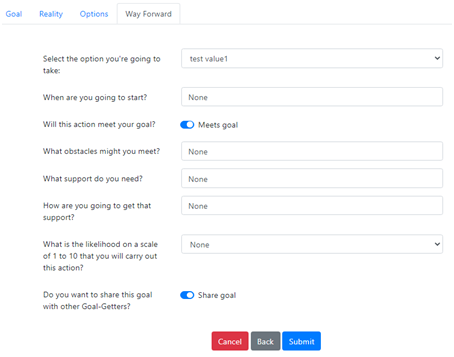 Goal Reality Options Way Forward
Select the option you're going to test value1
take:
When are you going to start? None
Will this action meet your goal? Meets goal
What obstacles might you meet? None
What support do you need? None
How are you going to get that None
support?
What is the likelihood on a scale None
of 1 to 10 that you will carry out
this action?
Do you want to share this goal Share goal
with other Goal-Getters?
Cancel Back Submit